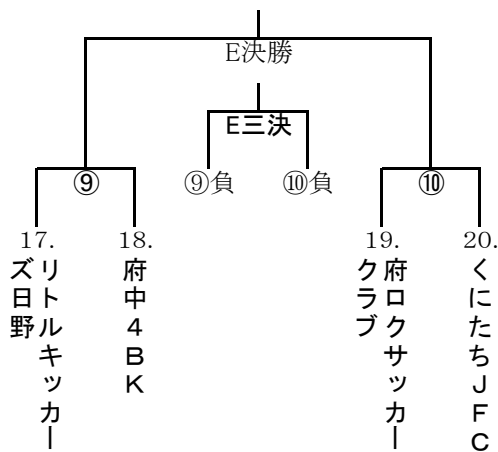 E決勝
E三決
⑨
⑨負
⑩負
⑩
17.
18.
19.
20.
リトルキッカー
ズ日野
府中4BK
府ロクサッカー
クラブ
くにたちJFC